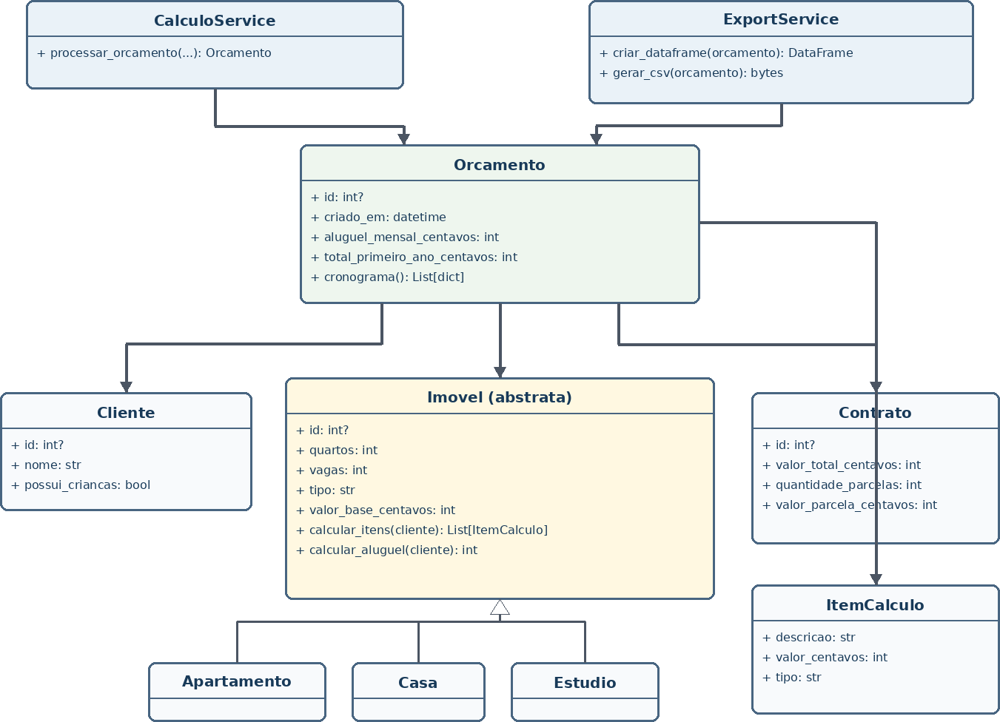 CalculoService
+ processar_orcamento(...): Orcamento
ExportService
+ criar_dataframe(orcamento): DataFrame
+ gerar_csv(orcamento): bytes
Orcamento
+ id: int?
+ criado_em: datetime
+ aluguel_mensal_centavos: int
+ total_primeiro_ano_centavos: int
+ cronograma(): List[dict]
Cliente
+ id: int?
+ nome: str
+ possui_criancas: bool
Imovel (abstrata)
+ id: int?
+ quartos: int
+ vagas: int
+ tipo: str
+ valor_base_centavos: int
+ calcular_itens(cliente): List[ItemCalculo]
+ calcular_aluguel(cliente): int
Contrato
+ id: int?
+ valor_total_centavos: int
+ quantidade_parcelas: int
+ valor_parcela_centavos: int
ItemCalculo
+ descricao: str
+ valor_centavos: int
+ tipo: str
Apartamento
Casa
Estudio